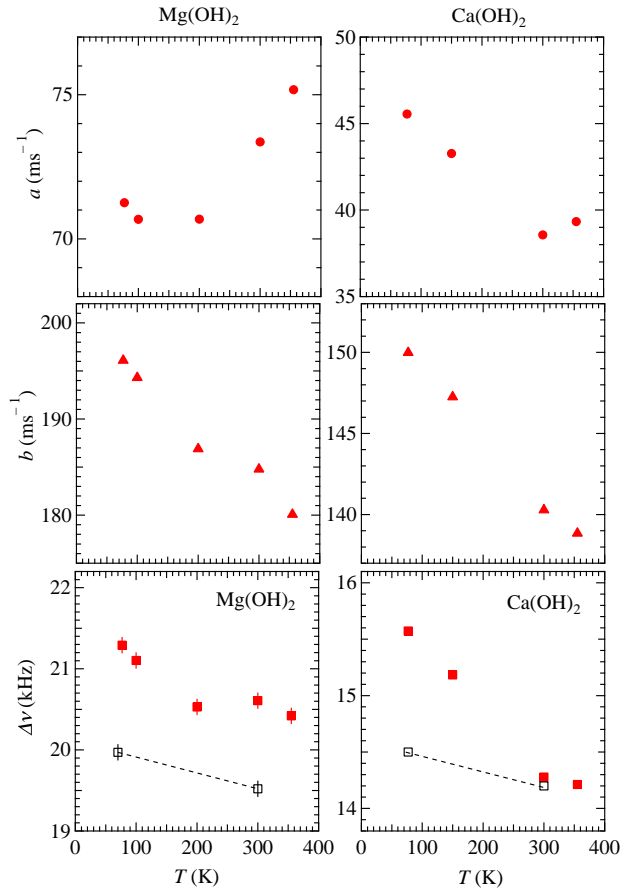 Mg(OH)₂ Ca(OH)₂
a (ms⁻¹)
75
70
50
45
40
35
b (ms⁻¹)
200
190
180
150
145
140
Δν (kHz)
Mg(OH)₂
22
21
20
19
Ca(OH)₂
16
15
14
0 100 200 300 400
0 100 200 300 400
T (K) T (K)